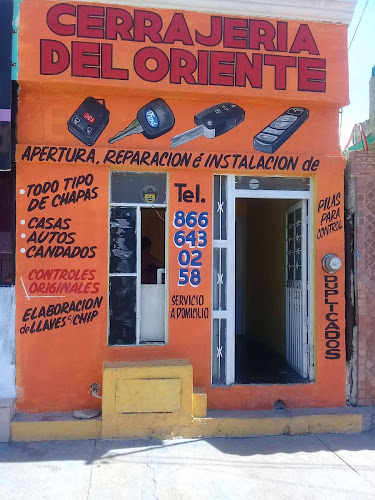 CERRAJERIA
DEL ORIENTE
APERTURA, REPARACION é INSTALACION de
• TODO TIPO
DE CHAPAS
• CASAS
• AUTOS
• CANDADOS
CONTROLES
ORIGINALES
ELABORACION
de LLAVES c/ CHIP
Tel.
866
643
02
58
SERVICIO
A DOMICILIO
PILAS
PARA
CONTROL
DUPLICADOS